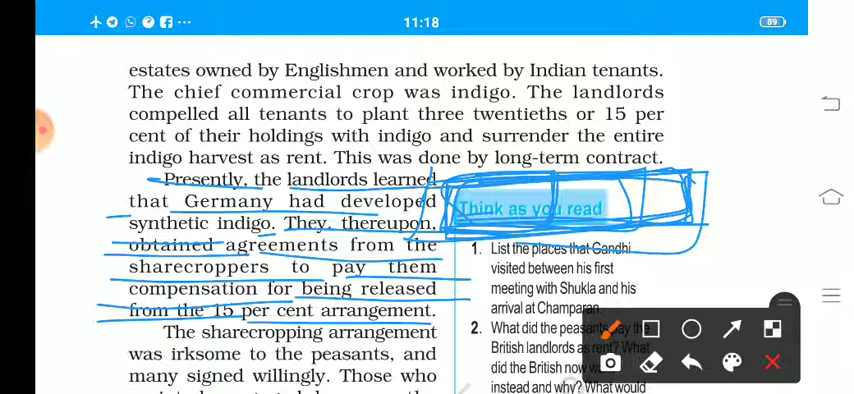 11:18
89
estates owned by Englishmen and worked by Indian tenants.
The chief commercial crop was indigo. The landlords
compelled all tenants to plant three twentieths or 15 per
cent of their holdings with indigo and surrender the entire
indigo harvest as rent. This was done by long-term contract.
Presently, the landlords learned
that Germany had developed
synthetic indigo. They, thereupon,
obtained agreements from the
sharecroppers to pay them
compensation for being released
from the 15 per cent arrangement.
The sharecropping arrangement
was irksome to the peasants, and
many signed willingly. Those who
Think as you read
1. List the places that Gandhi
visited between his first
meeting with Shukla and his
arrival at Champaran.
2. What did the peasants pay the
British landlords as rent? What
did the British now
instead and why? What would